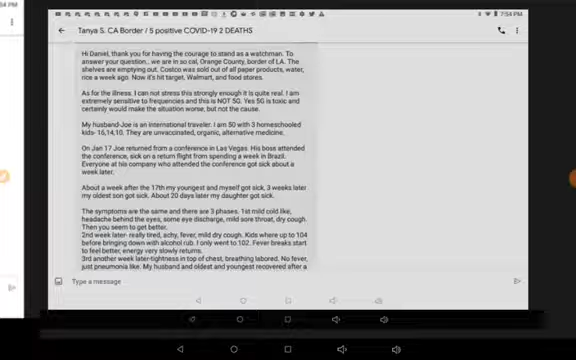 54 PM
7:54 PM
Tanya S. CA Border / 5 positive COVID-19 2 DEATHS
Hi Daniel, thank you for having the courage to stand as a watchman. To
answer your question.. we are in so cal, Orange County, border of LA. The
shelves are emptying out. Costco was sold out of all paper products, water,
rice a week ago. Now it's hit target. Walmart, and food stores.
As for the illness. I can not stress this strongly enough it is quite real. I am
extremely sensitive to frequencies and this is NOT 5G. Yes 5G is toxic and
certainly would make the situation worse, but not the cause.
My husband-Joe is an international traveler. I am 50 with 3 homeschooled
kids- 16,14,10. They are unvaccinated, organic, alternative medicine.
On Jan 17 Joe returned from a conference in Las Vegas. His boss attended
the conference, sick on a return flight from spending a week in Brazil.
Everyone at his company who attended the conference got sick about a
week later.
About a week after the 17th my youngest and myself got sick, 3 weeks later
my oldest son got sick. About 20 days later my daughter got sick.
The symptoms are the same and there are 3 phases. 1st mild cold like,
headache behind the eyes, some eye discharge, mild sore throat, dry cough.
Then you seem to get better.
2nd week later- really tired, achy, fever, mild dry cough. Kids where up to 104
before bringing down with alcohol rub. I only went to 102. Fever breaks start
to feel better, energy very slowly returns.
3rd another week later-tightness in top of chest, breathing labored. No fever,
just pneumonia like. My husband and oldest and youngest recovered after a
Type a message